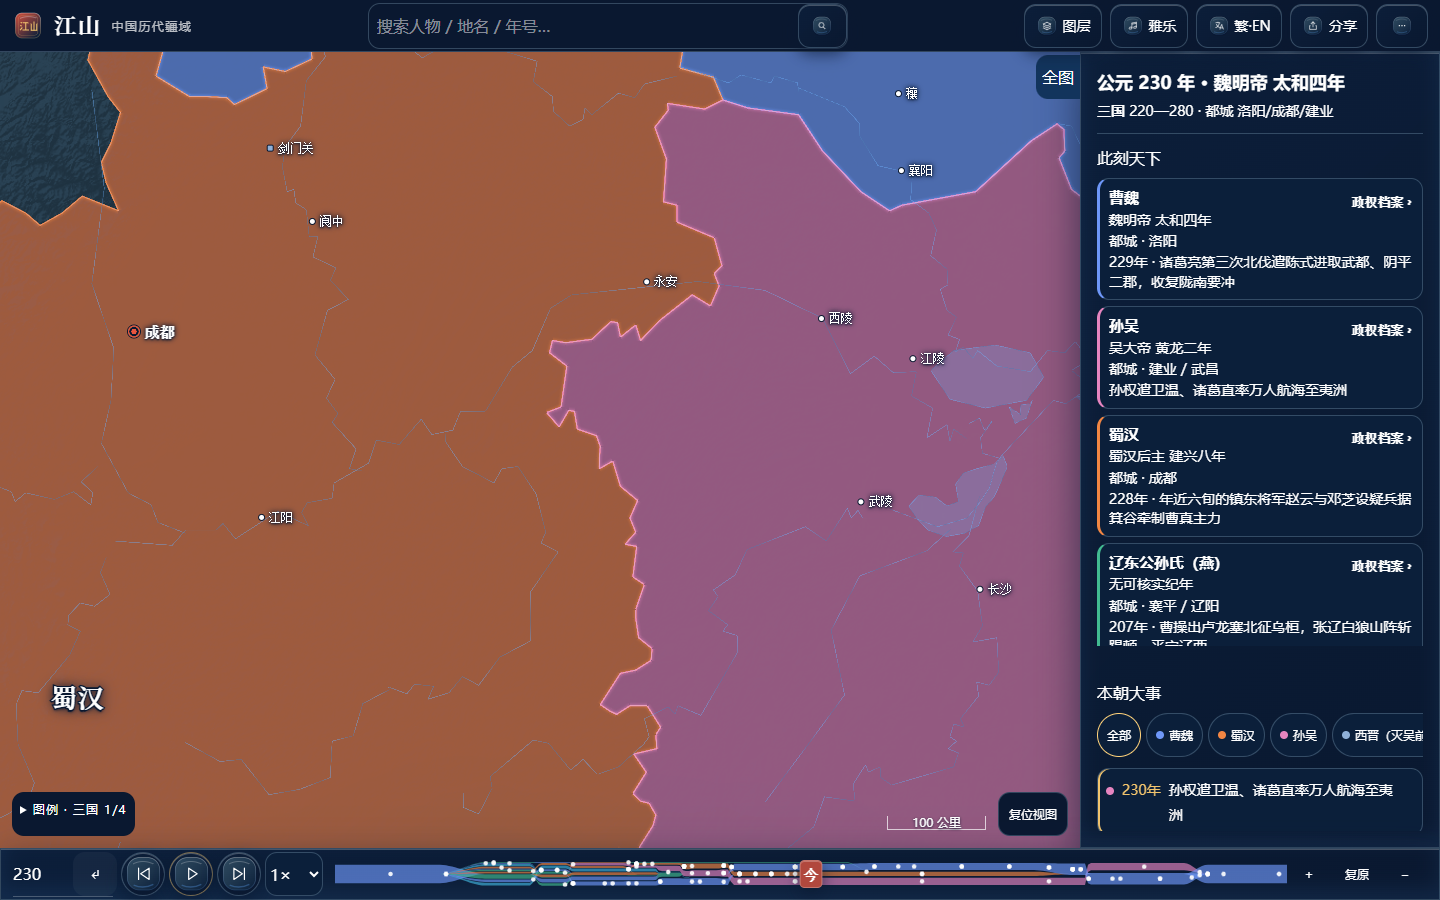 江山
江山
中国历代疆域
搜索人物 / 地名 / 年号...
图层
雅乐
繁·EN
分享
全图
穰
剑门关
襄阳
阆中
永安
西陵
成都
江陵
武陵
江阳
长沙
蜀汉
图例 · 三国 1/4
100 公里
复位视图
公元 230 年 • 魏明帝 太和四年
三国 220—280 · 都城 洛阳/成都/建业
此刻天下
曹魏
政权档案 ›
魏明帝 太和四年
都城 · 洛阳
229年 · 诸葛亮第三次北伐遣陈式进取武都、阴平
二郡，收复陇南要冲
孙吴
政权档案 ›
吴大帝 黄龙二年
都城 · 建业 / 武昌
孙权遣卫温、诸葛直率万人航海至夷洲
蜀汉
政权档案 ›
蜀汉后主 建兴八年
都城 · 成都
228年 · 年近六旬的镇东将军赵云与邓芝设疑兵据
箕谷牵制曹真主力
辽东公孙氏（燕）
政权档案 ›
无可核实纪年
都城 · 襄平 / 辽阳
207年 · 曹操出卢龙塞北征乌桓，张辽白狼山阵斩
本朝大事
全部
曹魏
蜀汉
孙吴
西晋（灭吴前
230年 孙权遣卫温、诸葛直率万人航海至夷
洲
230
1×
今
+
复原
−